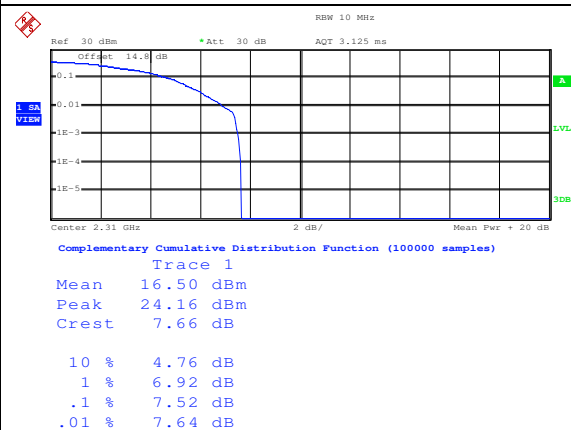 R S
RBW 10 MHz
Ref 30 dBm *Att 30 dB AQT 3.125 ms
Offset 14.8 dB
0.1
A
0.01
1 SA
VIEW
1E-3
LVL
1E-4
1E-5
3DB
Center 2.31 GHz 2 dB/ Mean Pwr + 20 dB
Complementary Cumulative Distribution Function (100000 samples)
Trace 1
Mean 16.50 dBm
Peak 24.16 dBm
Crest 7.66 dB
10 % 4.76 dB
1 % 6.92 dB
.1 % 7.52 dB
.01 % 7.64 dB